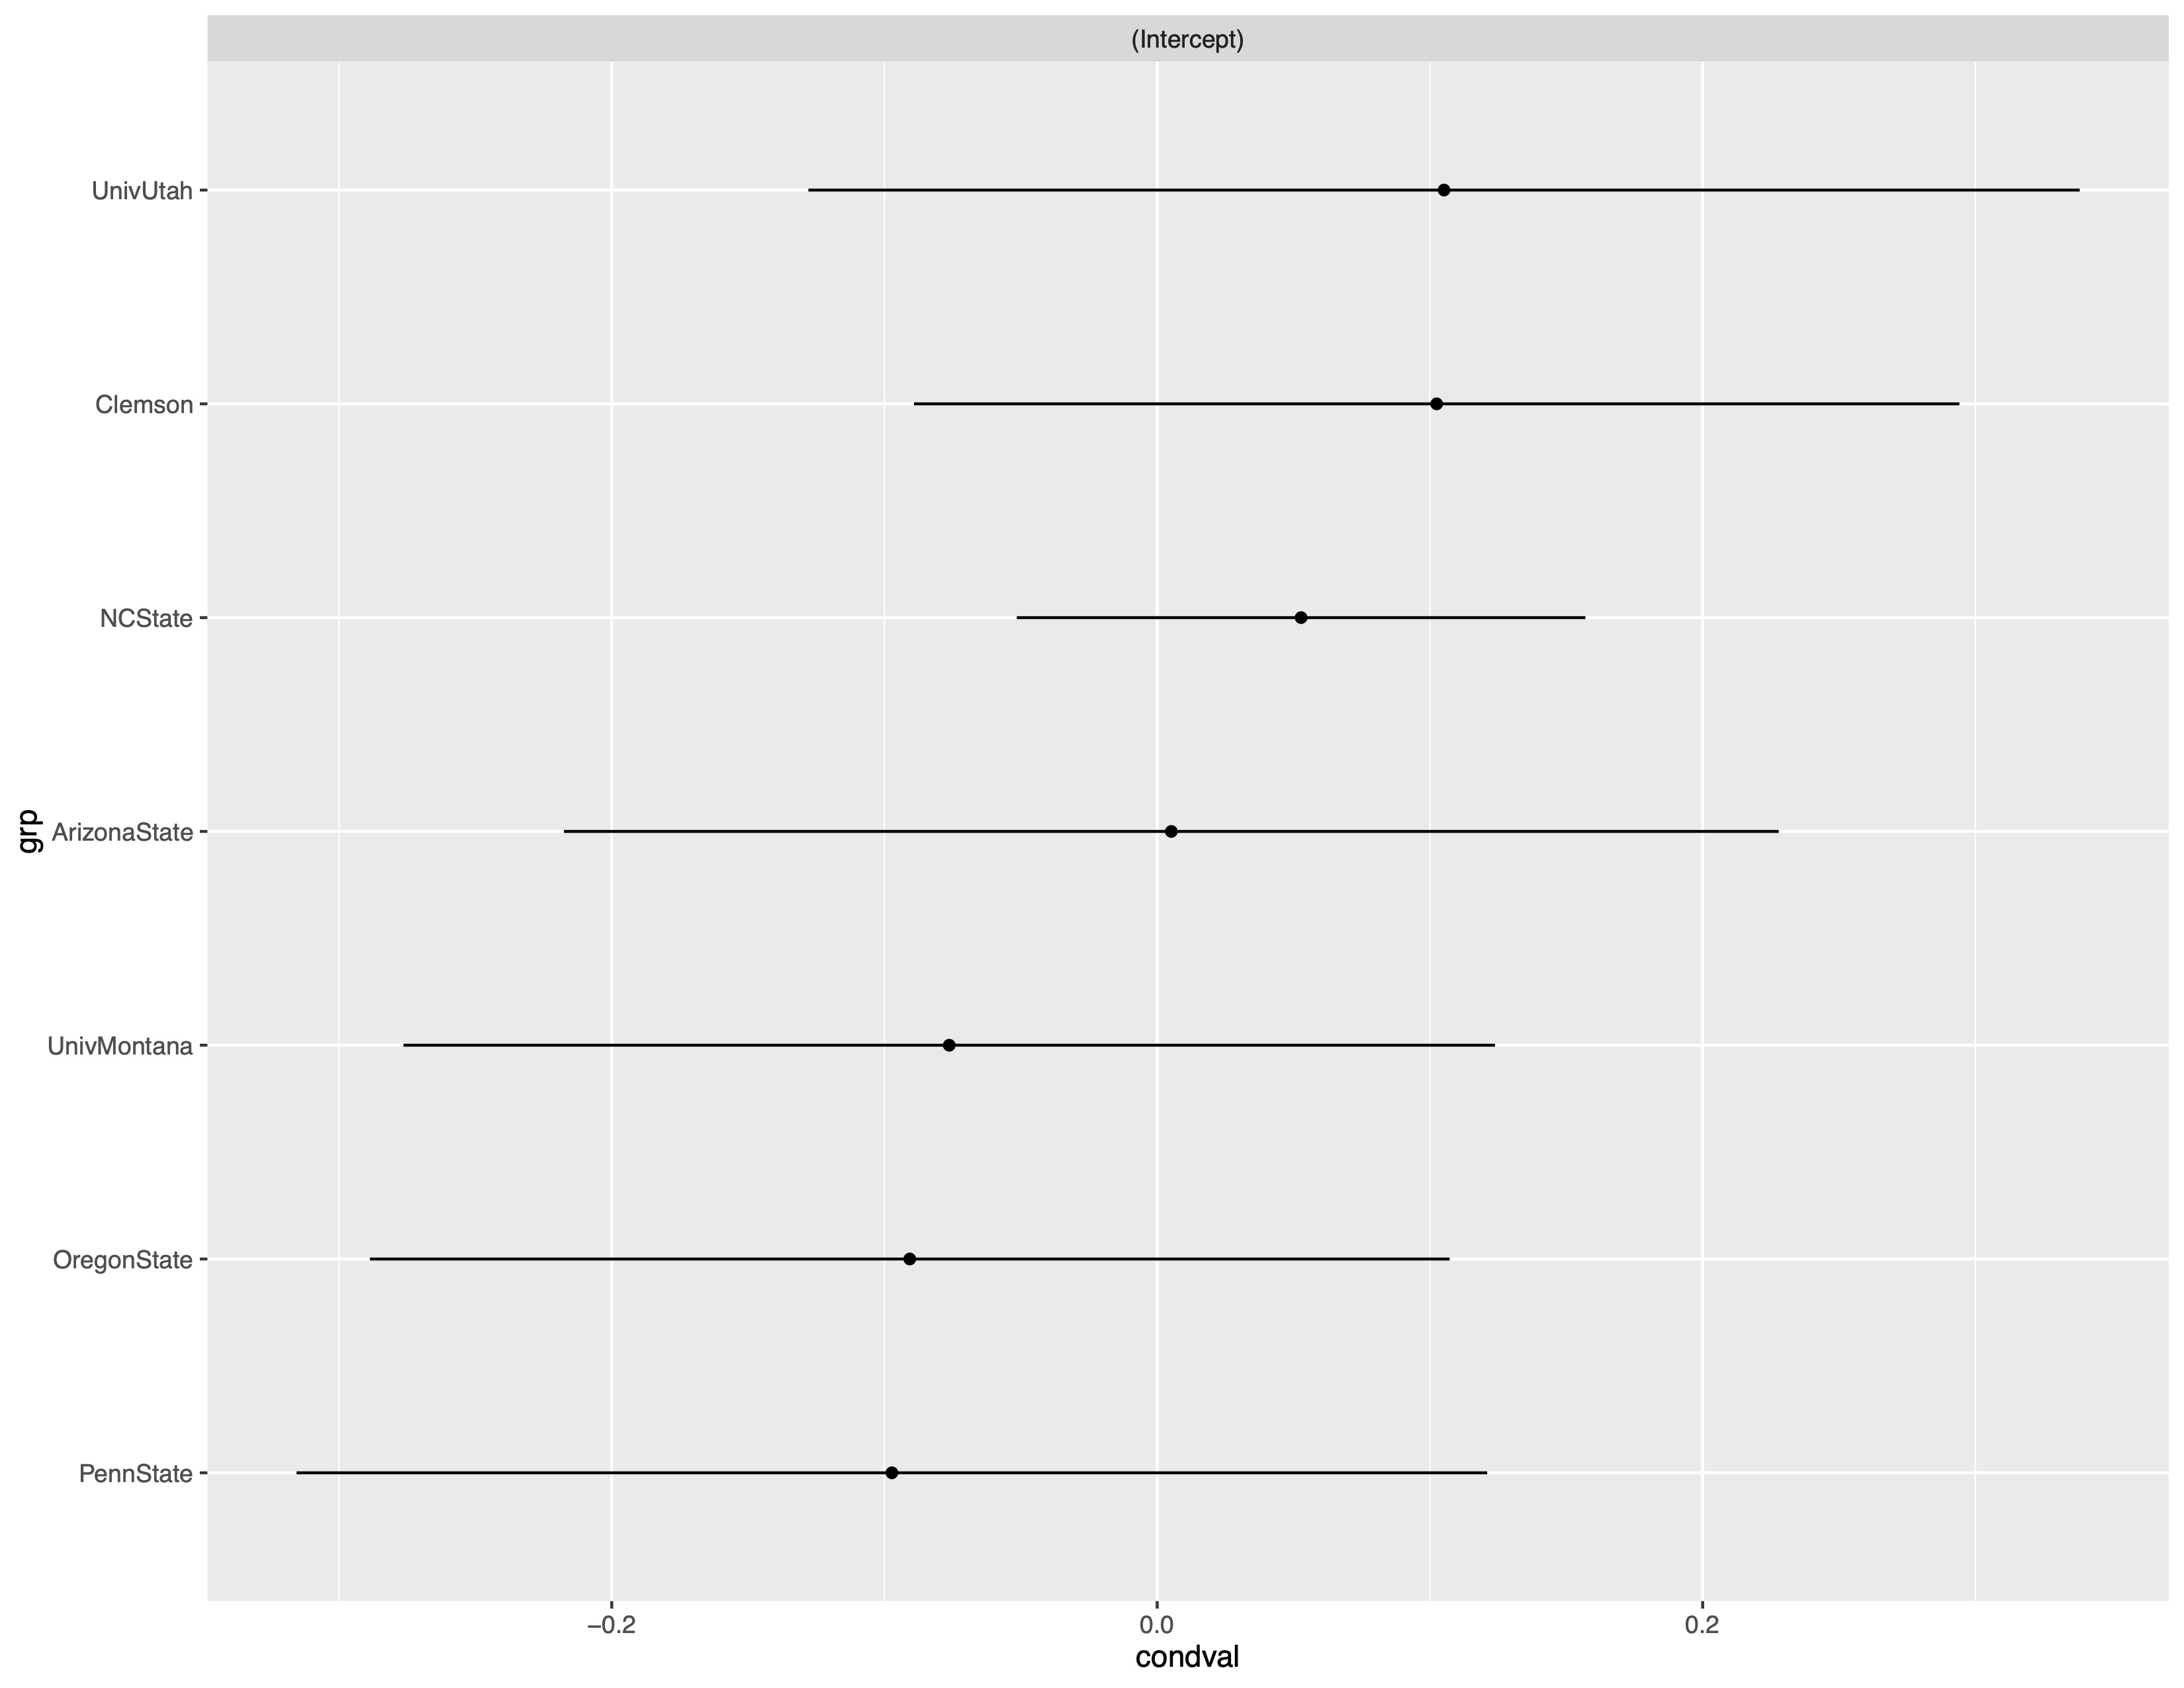 (Intercept)
UnivUtah
Clemson
NCState
ArizonaState
UnivMontana
OregonState
PennState
grp
−0.2
0.0
0.2
condval